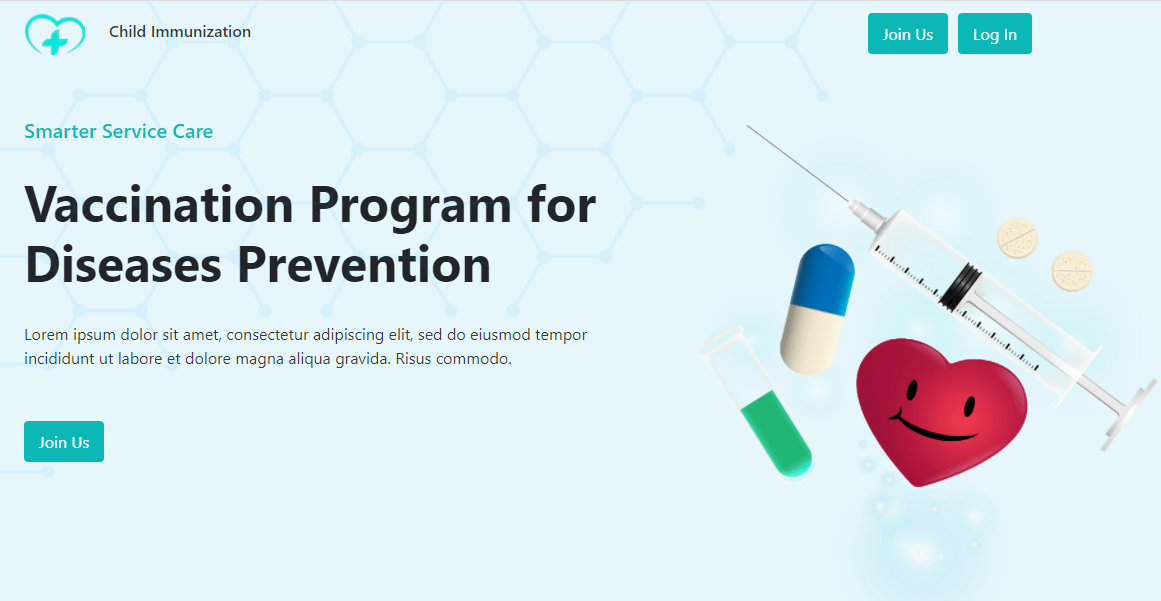 Child Immunization
Join Us
Log In
Smarter Service Care
Vaccination Program for
Diseases Prevention
Lorem ipsum dolor sit amet, consectetur adipiscing elit, sed do eiusmod tempor
incididunt ut labore et dolore magna aliqua gravida. Risus commodo.
Join Us